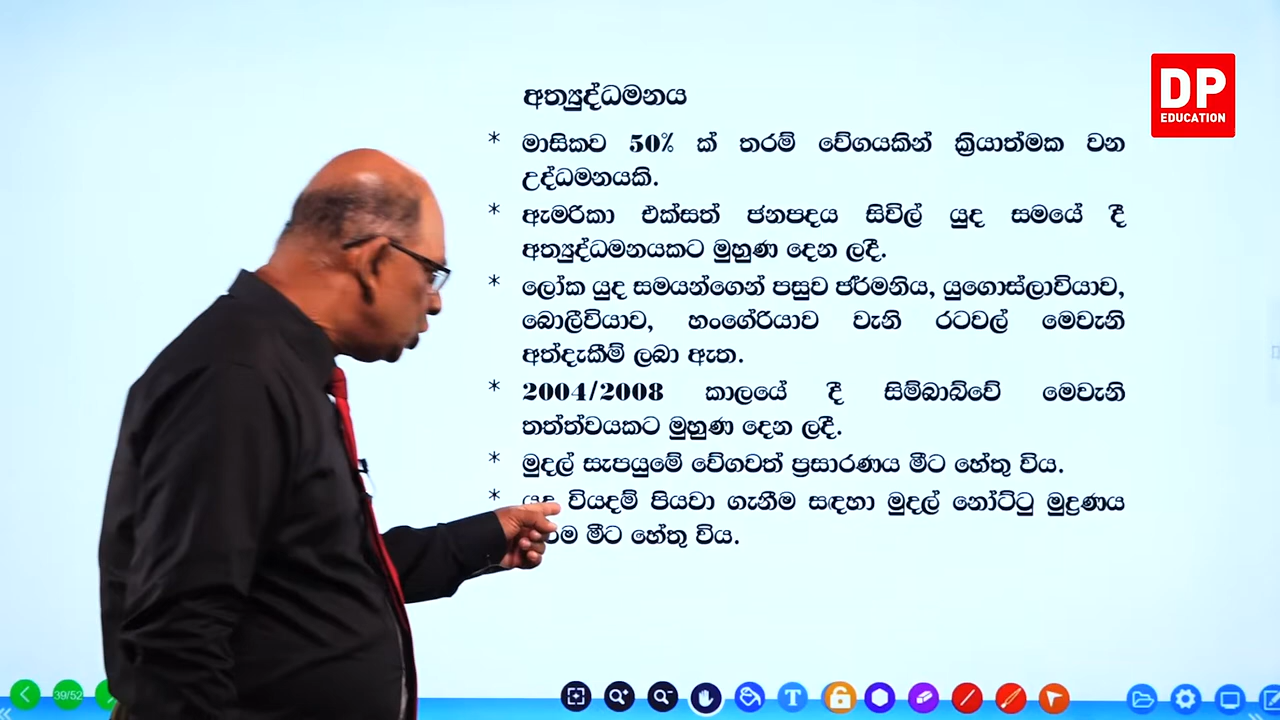 DP
EDUCATION
අත්‍යුද්ධමනය
* මාසිකව 50% ක් තරම් වේගයකින් ක්‍රියාත්මක වන
උද්ධමනයකි.
* ඇමරිකා එක්සත් ජනපදය සිවිල් යුද සමයේ දී
අත්‍යුද්ධමනයකට මුහුණ දෙන ලදී.
* ලෝක යුද සමයන්ගෙන් පසුව ජර්මනිය, යුගොස්ලාවියාව,
බොලීවියාව, හංගේරියාව වැනි රටවල් මෙවැනි
අත්දැකීම් ලබා ඇත.
* 2004/2008 කාලයේ දී සිම්බාබ්වේ මෙවැනි
තත්ත්වයකට මුහුණ දෙන ලදී.
* මුදල් සැපයුමේ වේගවත් ප්‍රසාරණය මීට හේතු විය.
* වියදම් පියවා ගැනීම සඳහා මුදල් නෝට්ටු මුද්‍රණය
මීට හේතු විය.
39/52